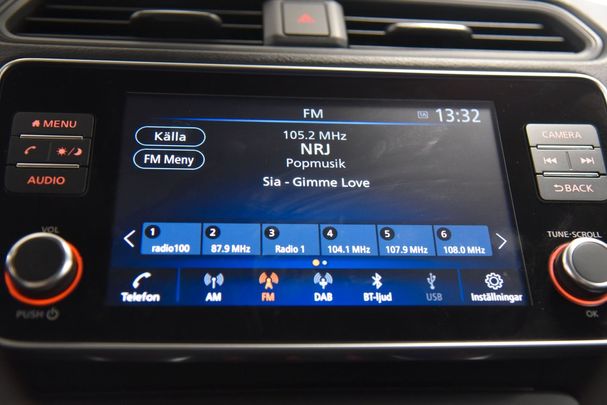 MENU
AUDIO
VOL
PUSH
FM
13:32
Källa
FM Meny
105.2 MHz
NRJ
Popmusik
Sia - Gimme Love
1 radio100
2 87.9 MHz
3 Radio 1
4 104.1 MHz
5 107.9 MHz
6 108.0 MHz
Telefon
AM
FM
DAB
BT-ljud
USB
Inställningar
CAMERA
BACK
TUNE·SCROLL
OK